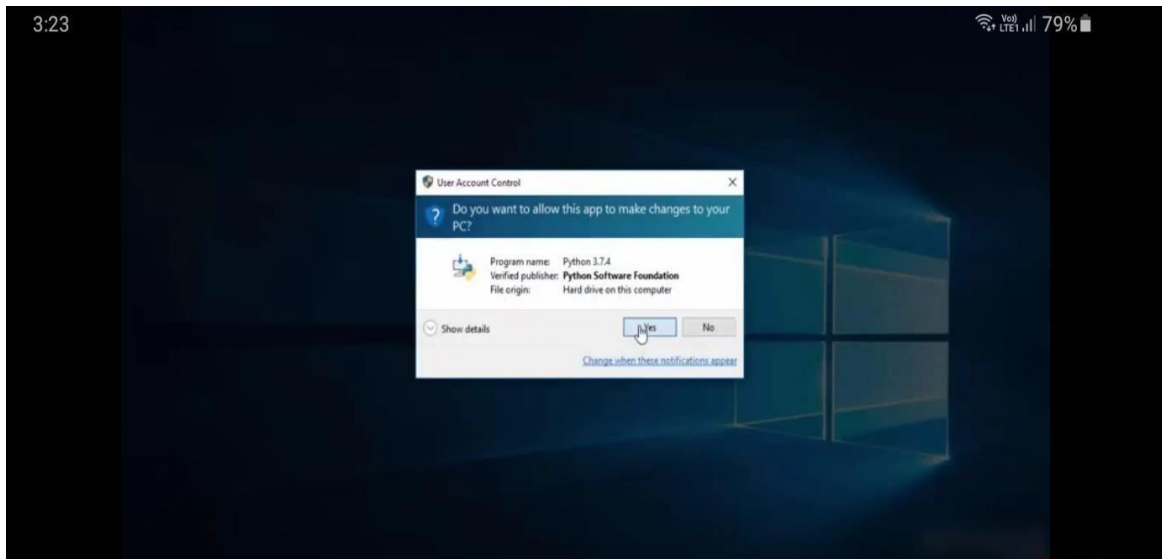 3:23
Vo))
LTE1 79%
User Account Control
Do you want to allow this app to make changes to your
PC?
Program name: Python 3.7.4
Verified publisher: Python Software Foundation
File origin: Hard drive on this computer
Show details
Yes No
Change when these notifications appear